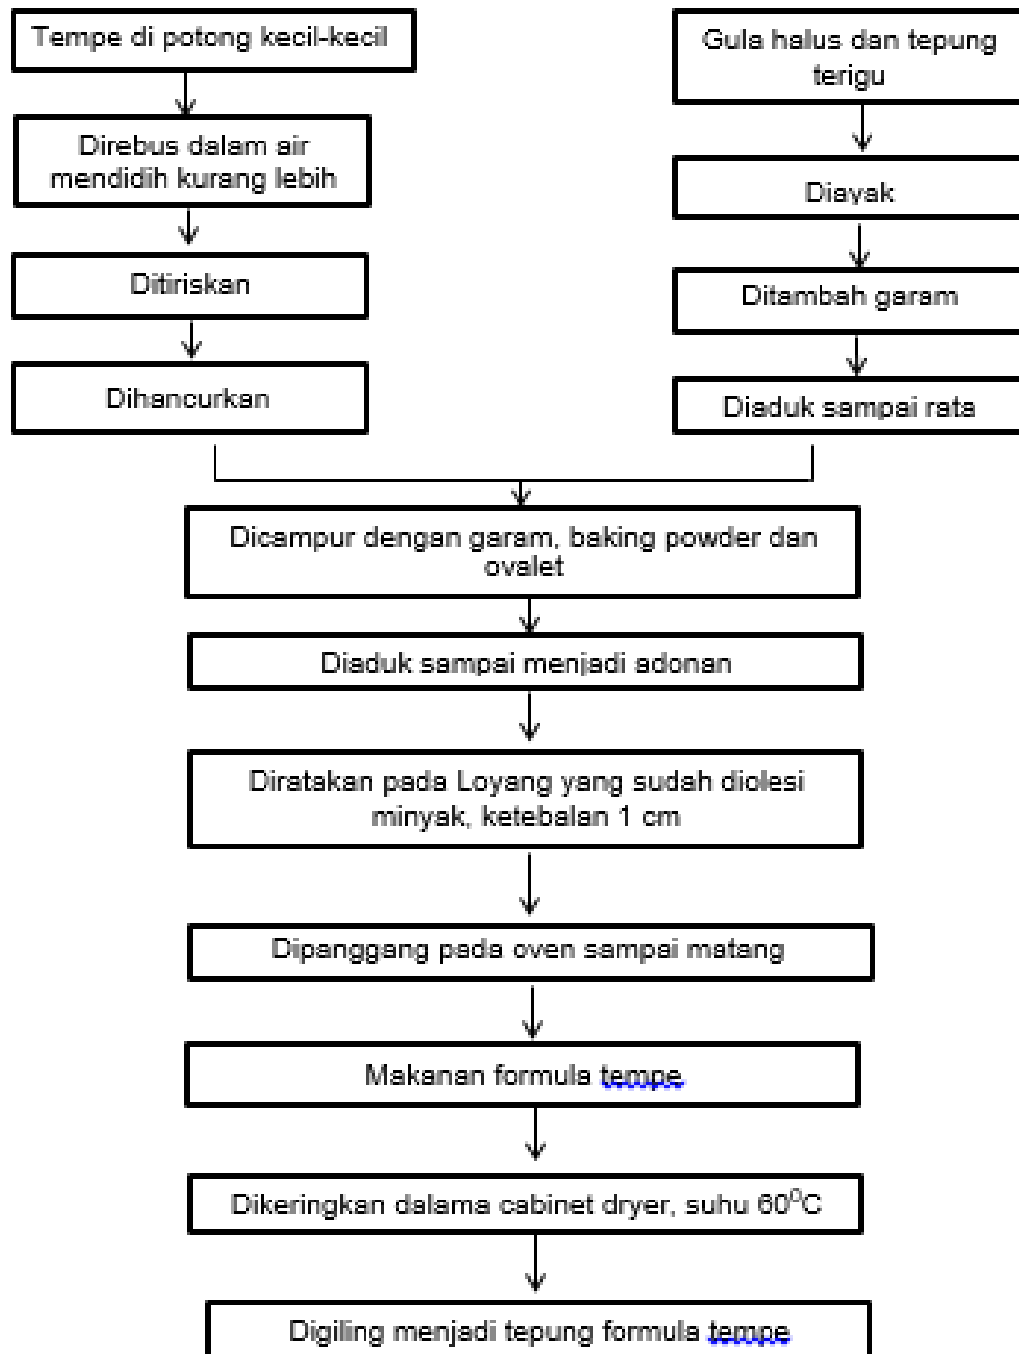 Tempe di potong kecil-kecil
Direbus dalam air
mendidih kurang lebih
Ditiriskan
Dihancurkan
Gula halus dan tepung
terigu
Diayak
Ditambah garam
Diaduk sampai rata
Dicampur dengan garam, baking powder dan
ovalet
Diaduk sampai menjadi adonan
Diratakan pada Loyang yang sudah diolesi
minyak, ketebalan 1 cm
Dipanggang pada oven sampai matang
Makanan formula tempe
Dikeringkan dalama cabinet dryer, suhu 60⁰C
Digiling menjadi tepung formula tempe